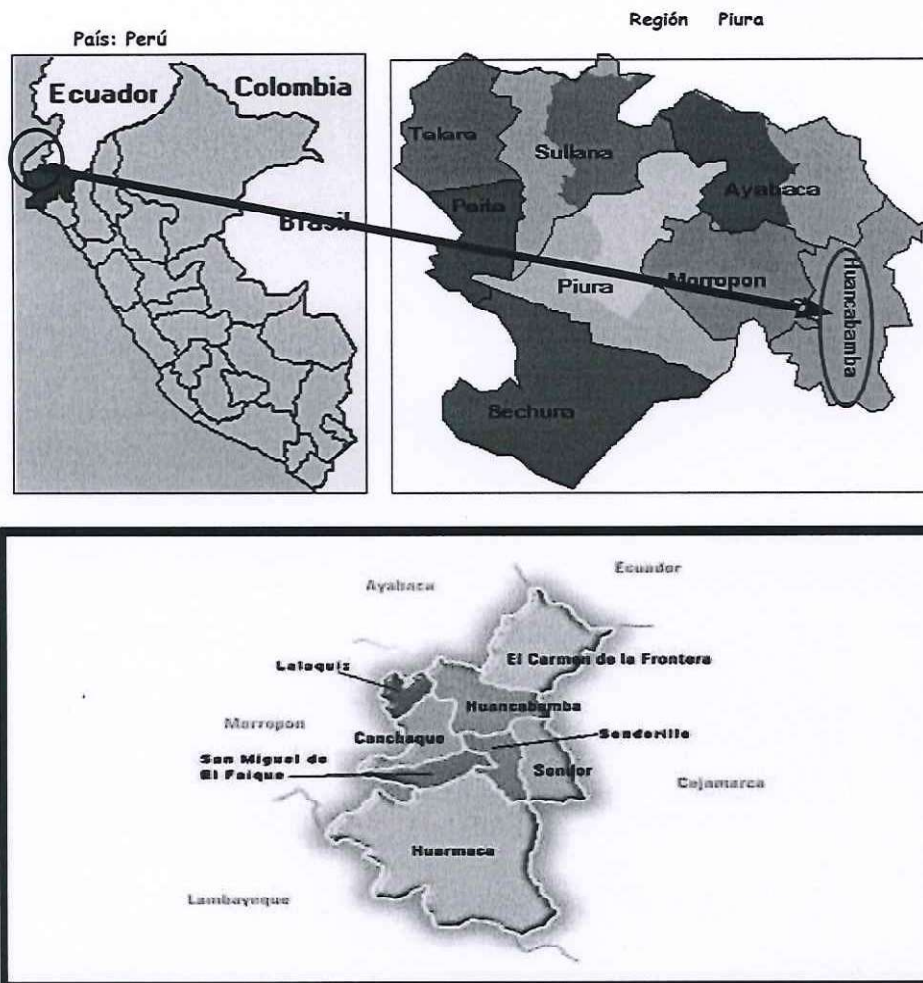 País: Perú
Región Piura
Ecuador
Colombia
Brasil
Talara
Sullana
Ayabaca
Paita
Piura
Morropon
Huancabamba
Sechura
Ayabaca
Ecuador
Lalaquiz
El Carmen de la Frontera
Huancabamba
Morropon
Canchaque
Sondorillo
San Miguel de
El Faique
Sondor
Cajamarca
Huarmaca
Lambayeque